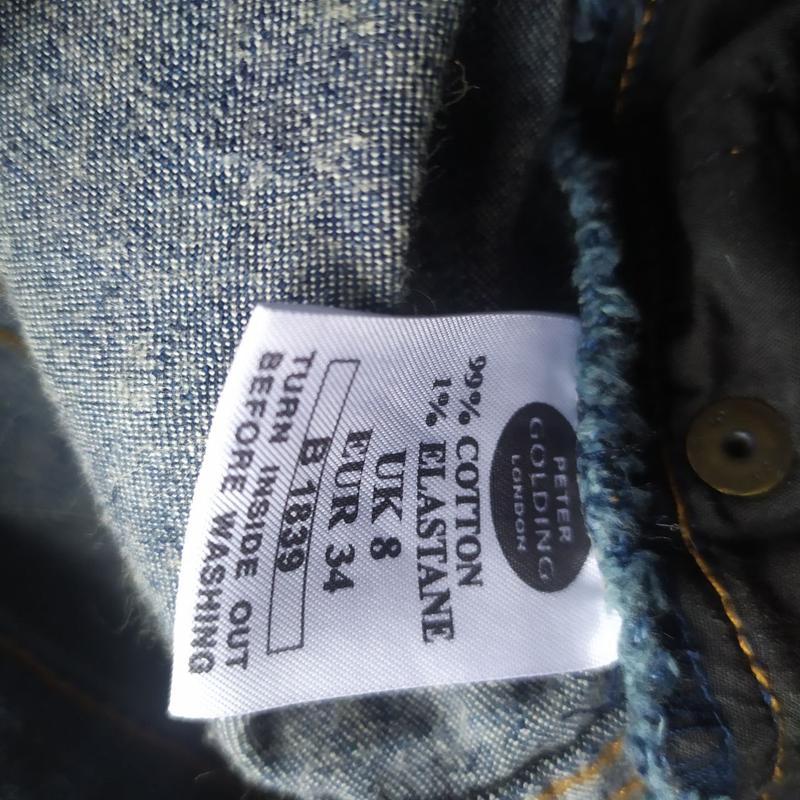 PETER
GOLDING
LONDON
99% COTTON
1% ELASTANE
UK 8
EUR 34
B 1839
TURN INSIDE OUT
BEFORE WASHING